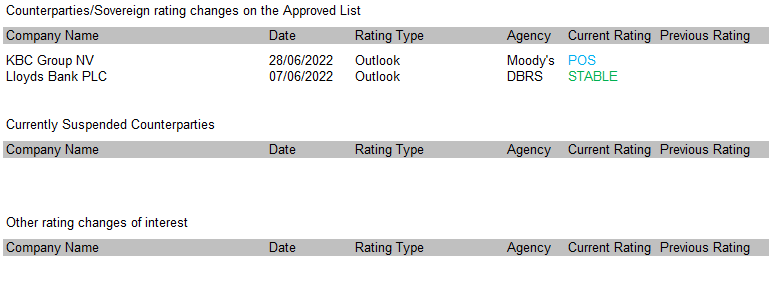 Counterparties/Sovereign rating changes on the Approved List
Company Name Date Rating Type Agency Current Rating Previous Rating
KBC Group NV 28/06/2022 Outlook Moody's POS
Lloyds Bank PLC 07/06/2022 Outlook DBRS STABLE
Currently Suspended Counterparties
Company Name Date Rating Type Agency Current Rating Previous Rating
Other rating changes of interest
Company Name Date Rating Type Agency Current Rating Previous Rating